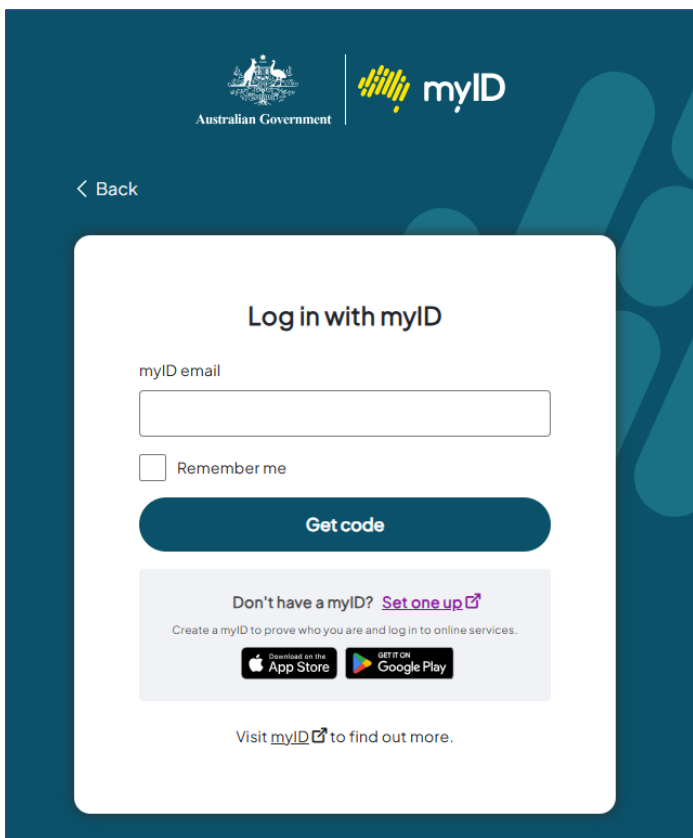 Australian Government
myID
Back
Log in with myID
myID email
Remember me
Get code
Don't have a myID? Set one up
Create a myID to prove who you are and log in to online services.
Download on the App Store
GET IT ON Google Play
Visit myID to find out more.